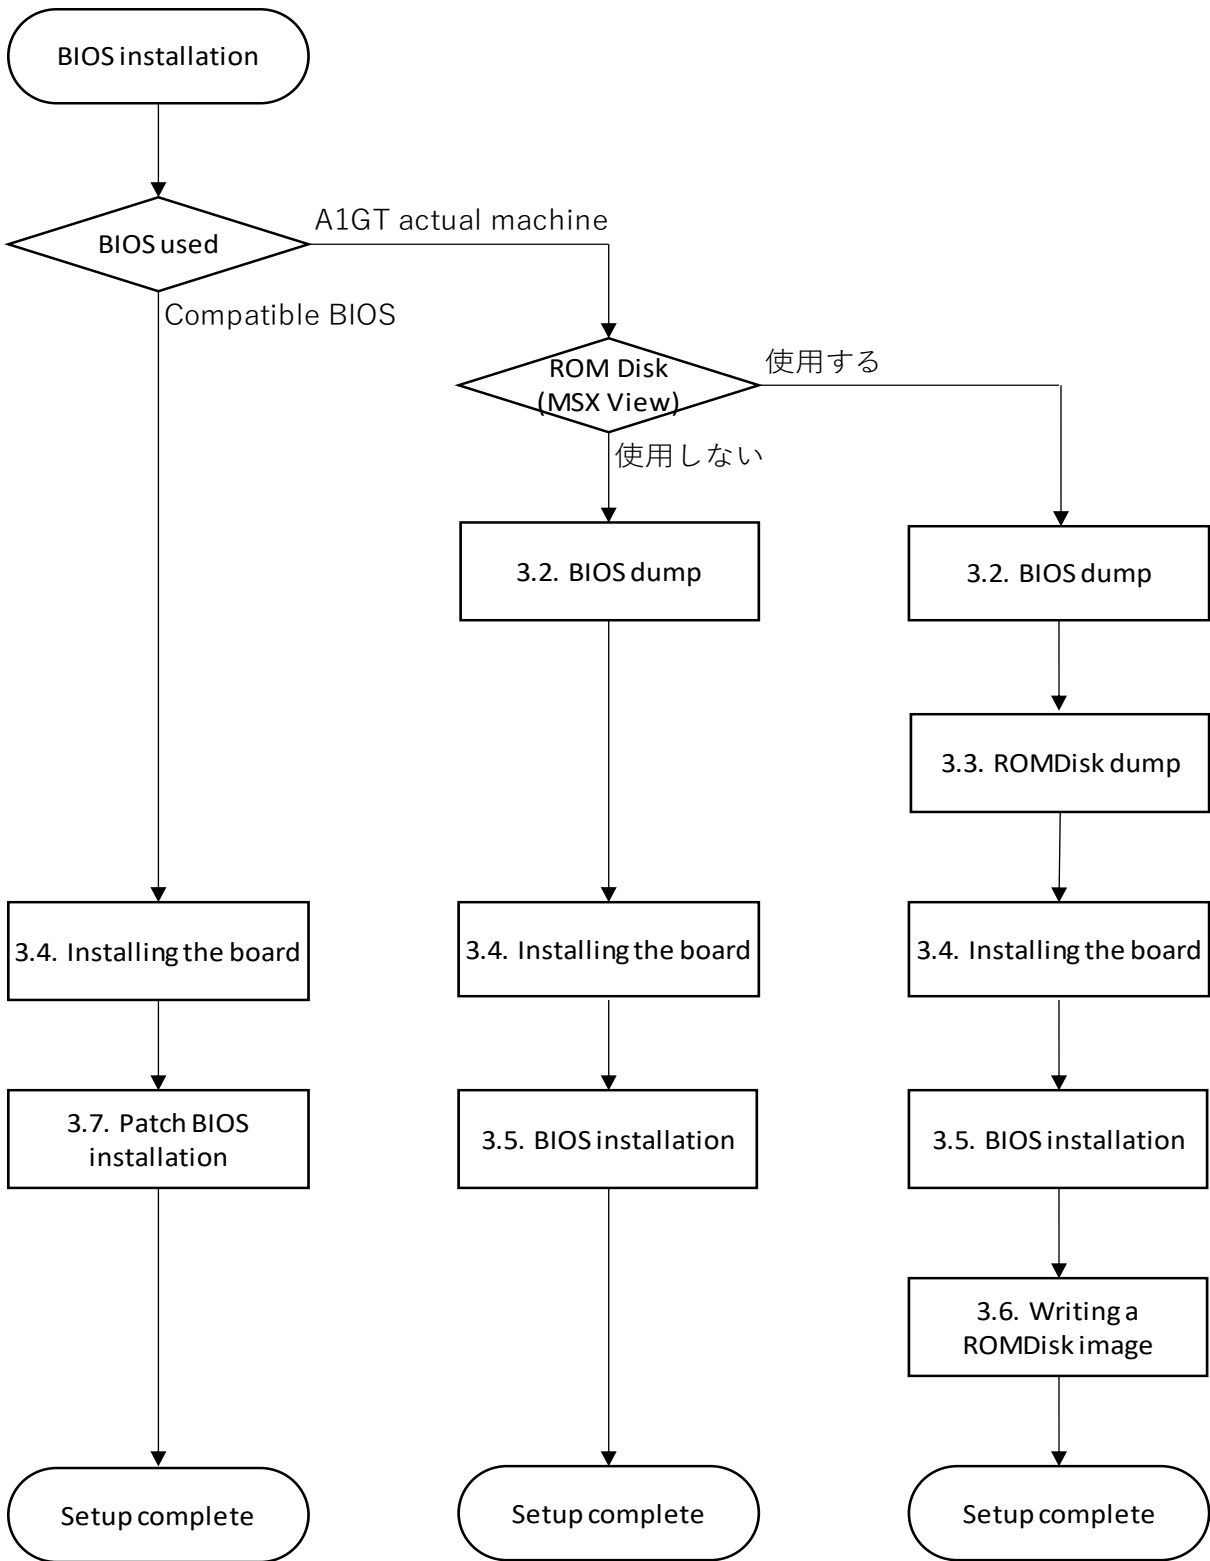 BIOS installation
A1GT actual machine
BIOS used
Compatible BIOS
使用する
ROM Disk
(MSX View)
使用しない
3.2. BIOS dump
3.2. BIOS dump
3.3. ROMDisk dump
3.4. Installing the board
3.4. Installing the board
3.4. Installing the board
3.7. Patch BIOS
installation
3.5. BIOS installation
3.5. BIOS installation
3.6. Writing a
ROMDisk image
Setup complete
Setup complete
Setup complete